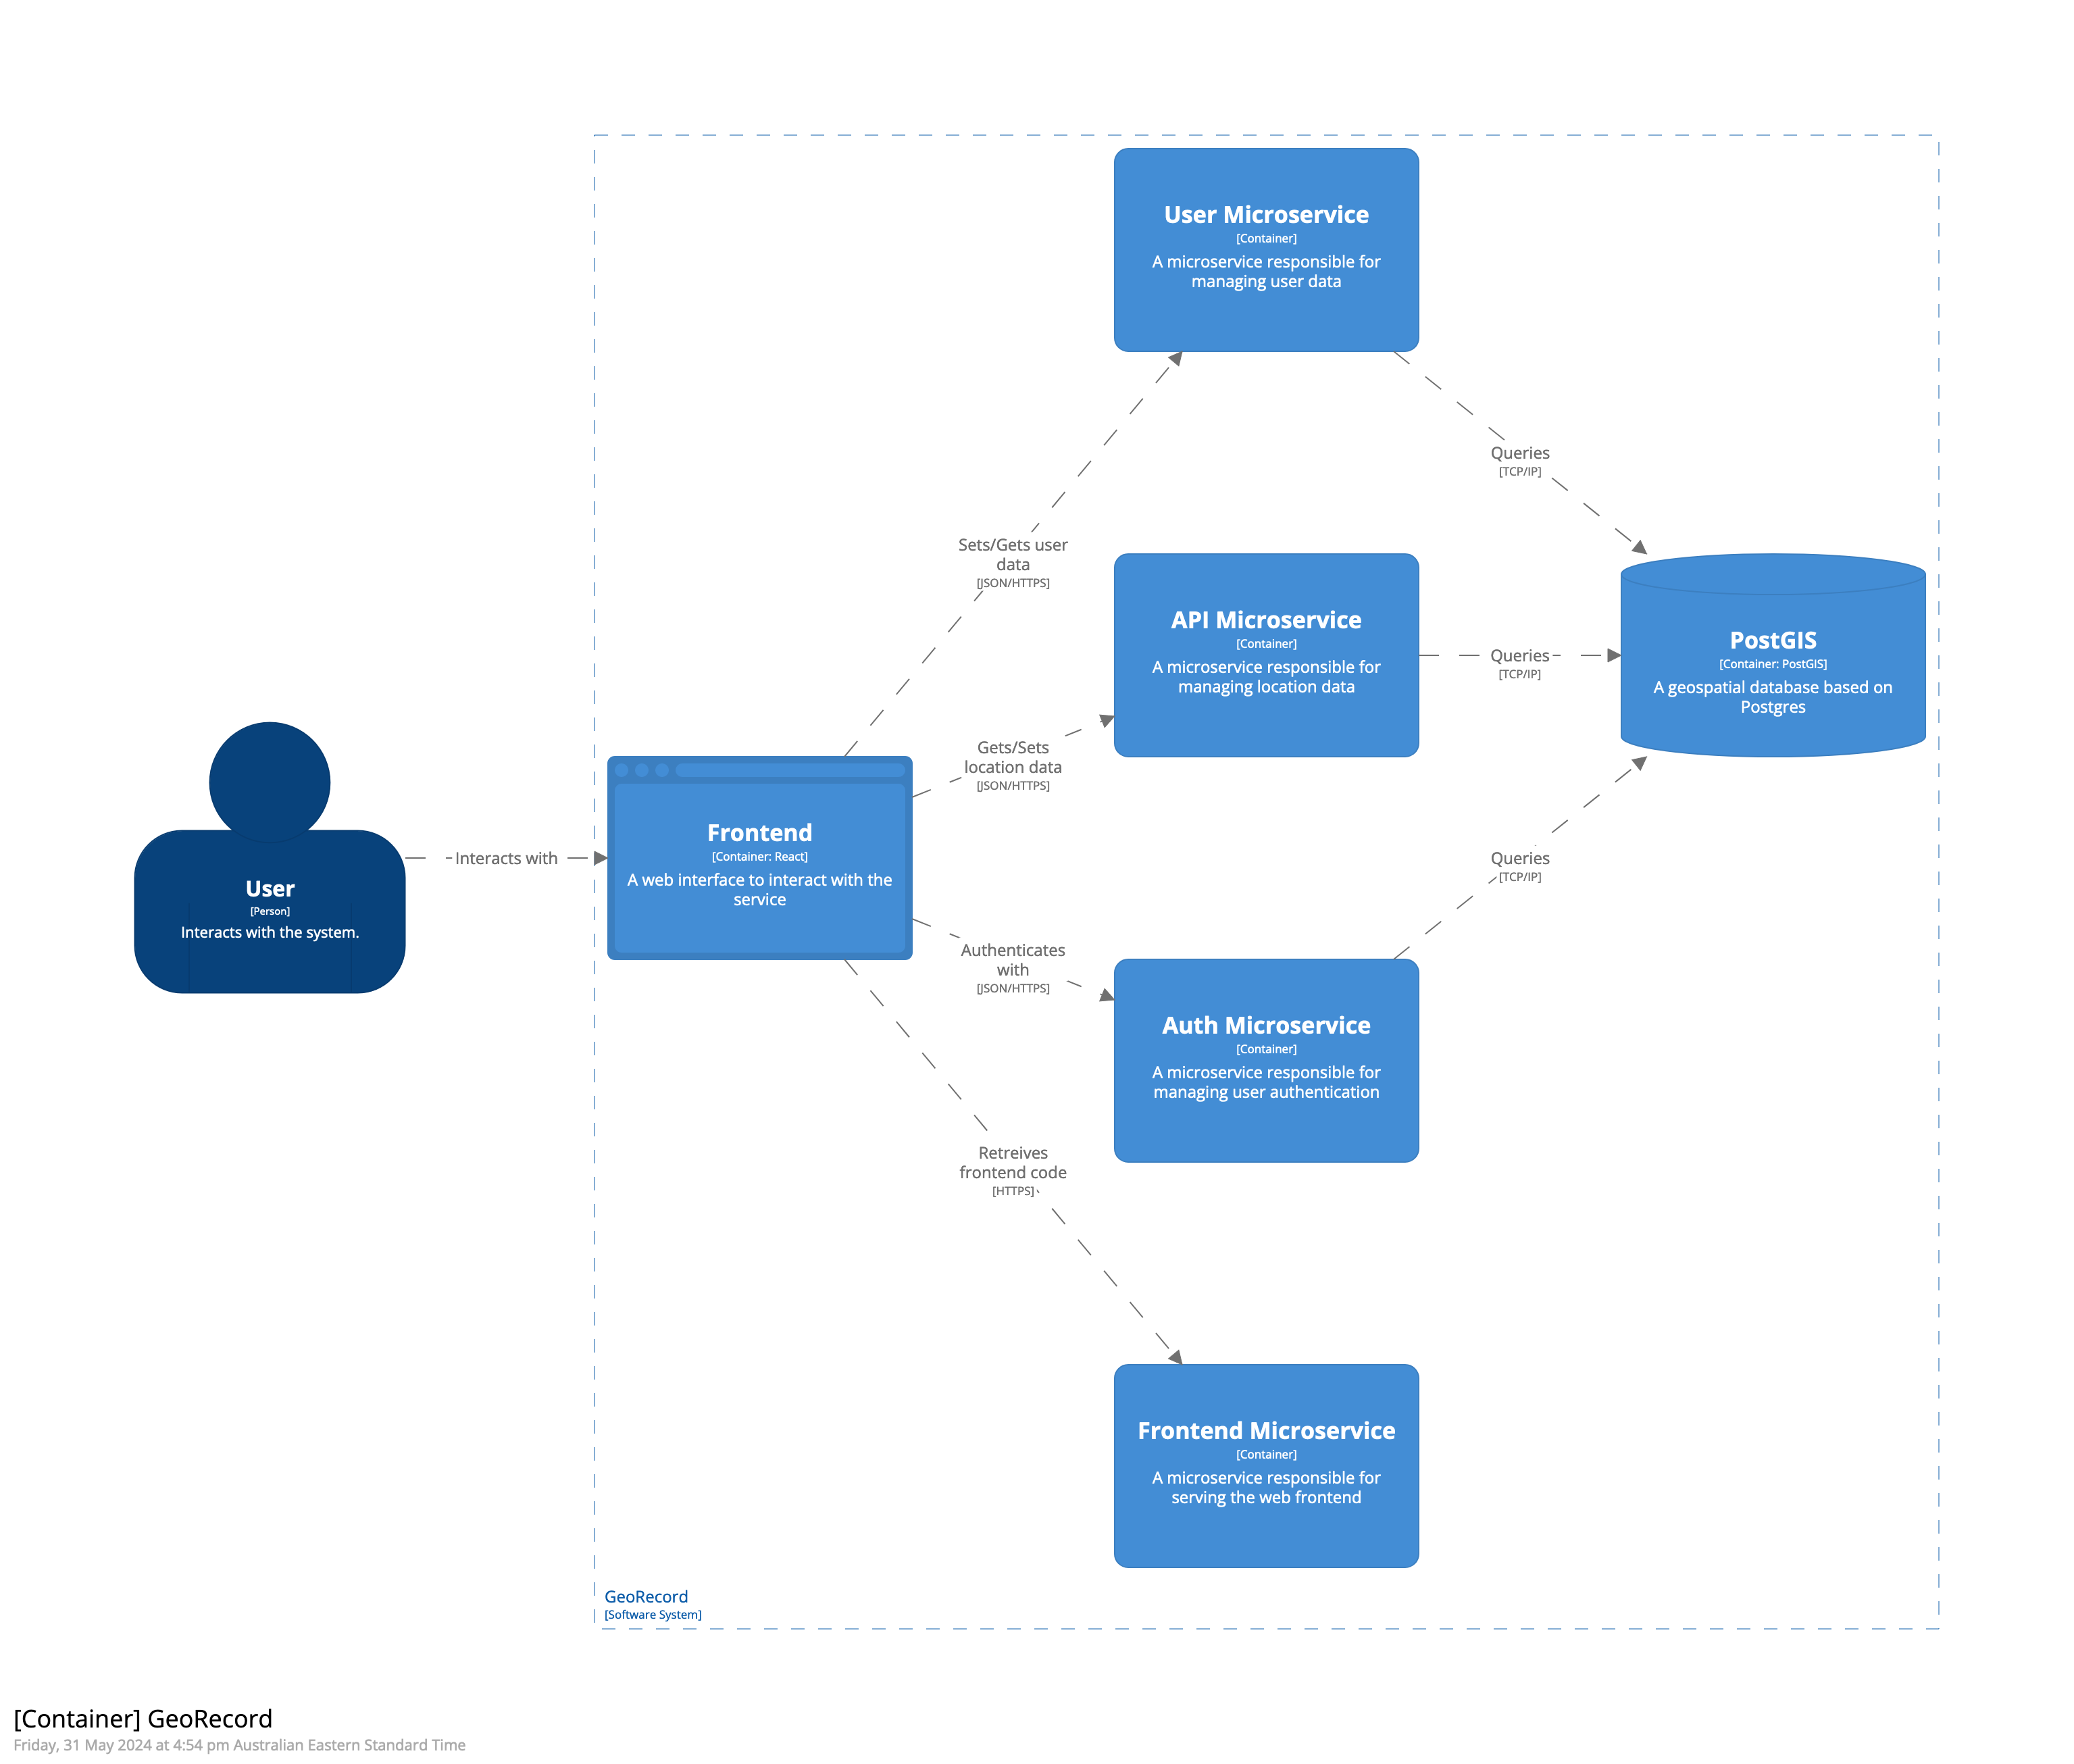 User Microservice
[Container]
A microservice responsible for
managing user data
Queries
[TCP/IP]
Sets/Gets user
data
[JSON/HTTPS]
API Microservice
[Container]
A microservice responsible for
managing location data
Queries
[TCP/IP]
PostGIS
[Container: PostGIS]
A geospatial database based on
Postgres
Gets/Sets
location data
[JSON/HTTPS]
User
[Person]
Interacts with the system.
Interacts with
Frontend
[Container: React]
A web interface to interact with the
service
Queries
[TCP/IP]
Authenticates
with
[JSON/HTTPS]
Auth Microservice
[Container]
A microservice responsible for
managing user authentication
Retreives
frontend code
[HTTPS]
Frontend Microservice
[Container]
A microservice responsible for
serving the web frontend
GeoRecord
[Software System]
[Container] GeoRecord
Friday, 31 May 2024 at 4:54 pm Australian Eastern Standard Time